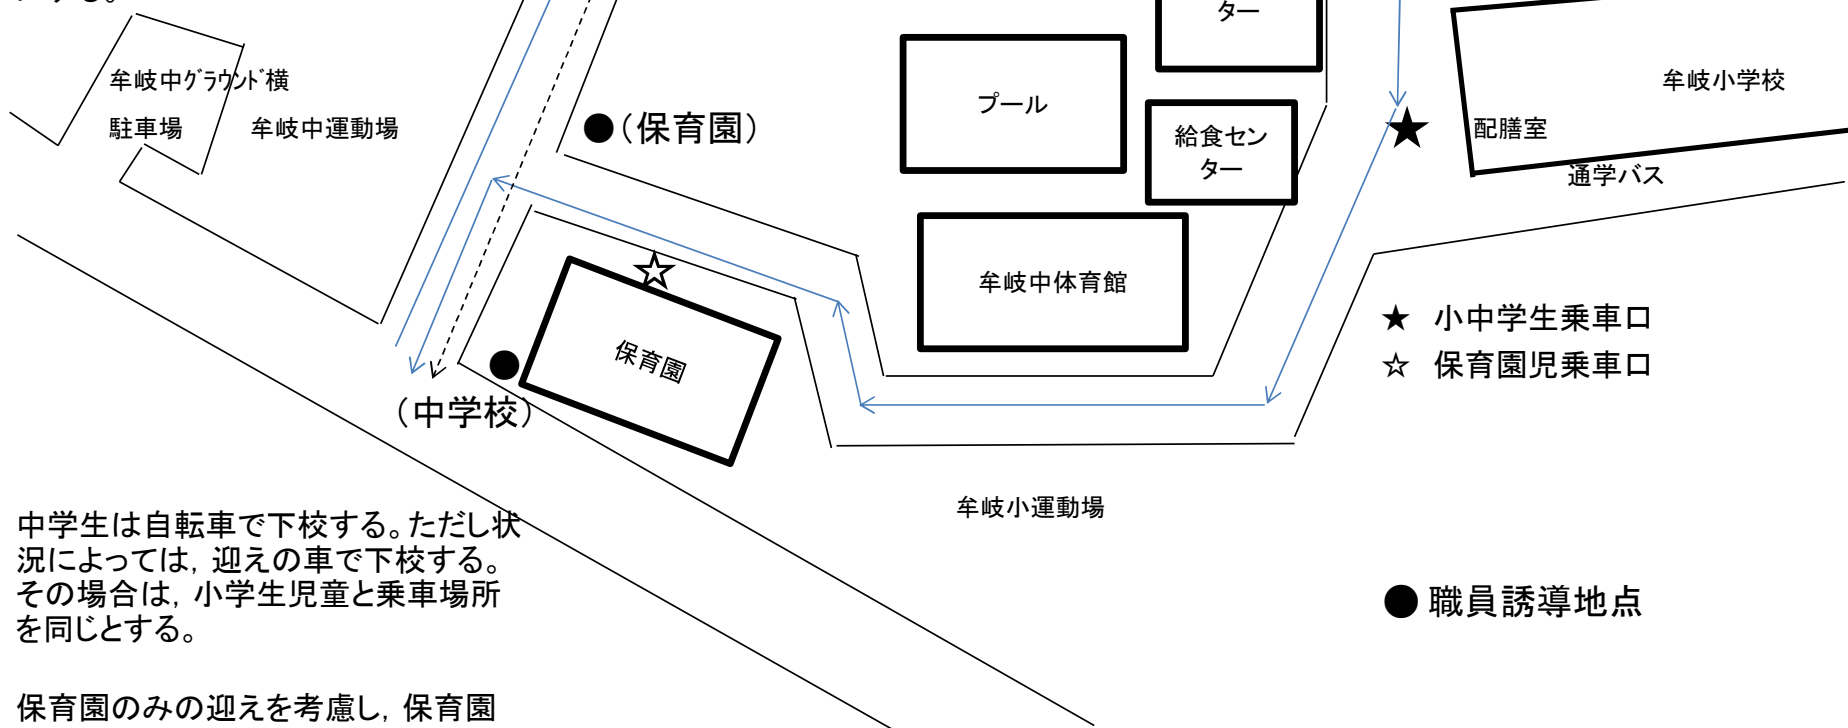 ター
牟岐中グラウンド横
駐車場
牟岐中運動場
●(保育園)
プール
給食セン
ター
牟岐小学校
★
配膳室
通学バス
☆
牟岐中体育館
保育園
●
(中学校)
★ 小中学生乗車口
☆ 保育園児乗車口
牟岐小運動場
中学生は自転車で下校する。ただし状
況によっては, 迎えの車で下校する。
その場合は, 小学生児童と乗車場所
を同じとする。
●職員誘導地点
保育園のみの迎えを考慮し, 保育園